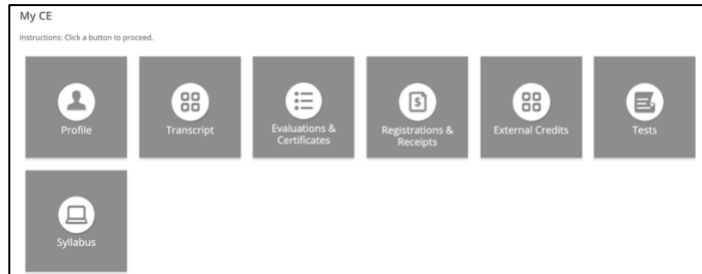 My CE
Instructions: Click a button to proceed.
Profile
Transcript
Evaluations &
Certificates
Registrations &
Receipts
External Credits
Tests
Syllabus